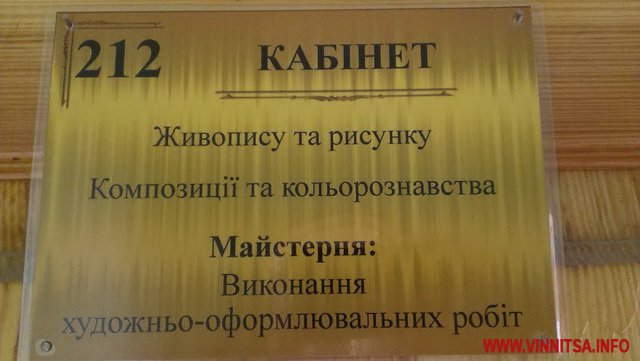 212 КАБІНЕТ
Живопису та рисунку
Композиції та кольорознавства
Майстерня:
Виконання
художньо-оформлювальних робіт
WWW.VINNITSA.INFO